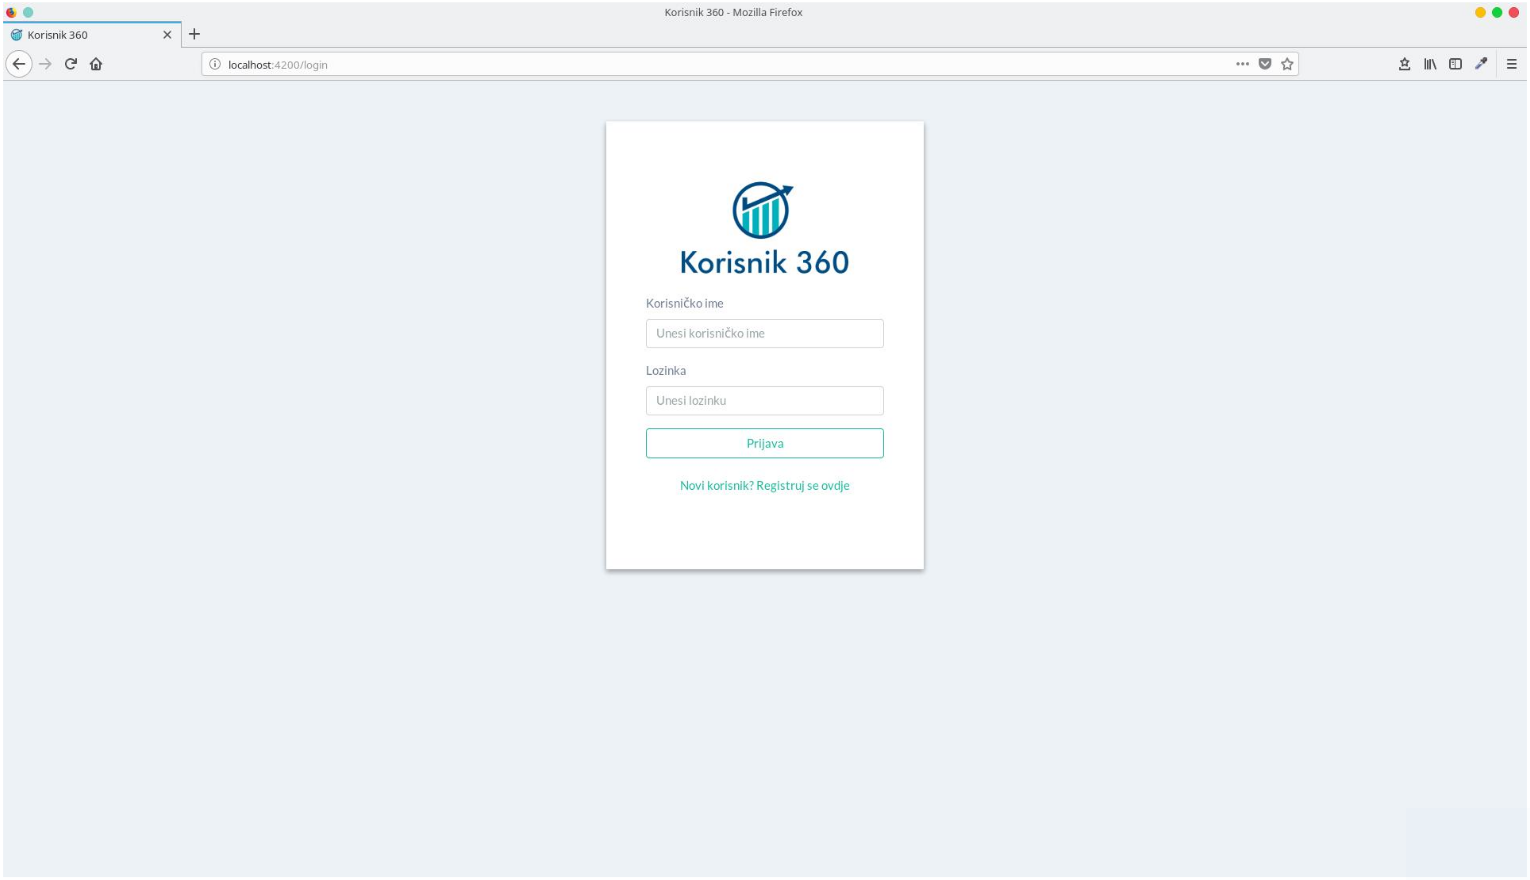 Korisnik 360 - Mozilla Firefox
Korisnik 360
localhost:4200/login
Korisnik 360
Korisničko ime
Unesi korisničko ime
Lozinka
Unesi lozinku
Prijava
Novi korisnik? Registruj se ovdje